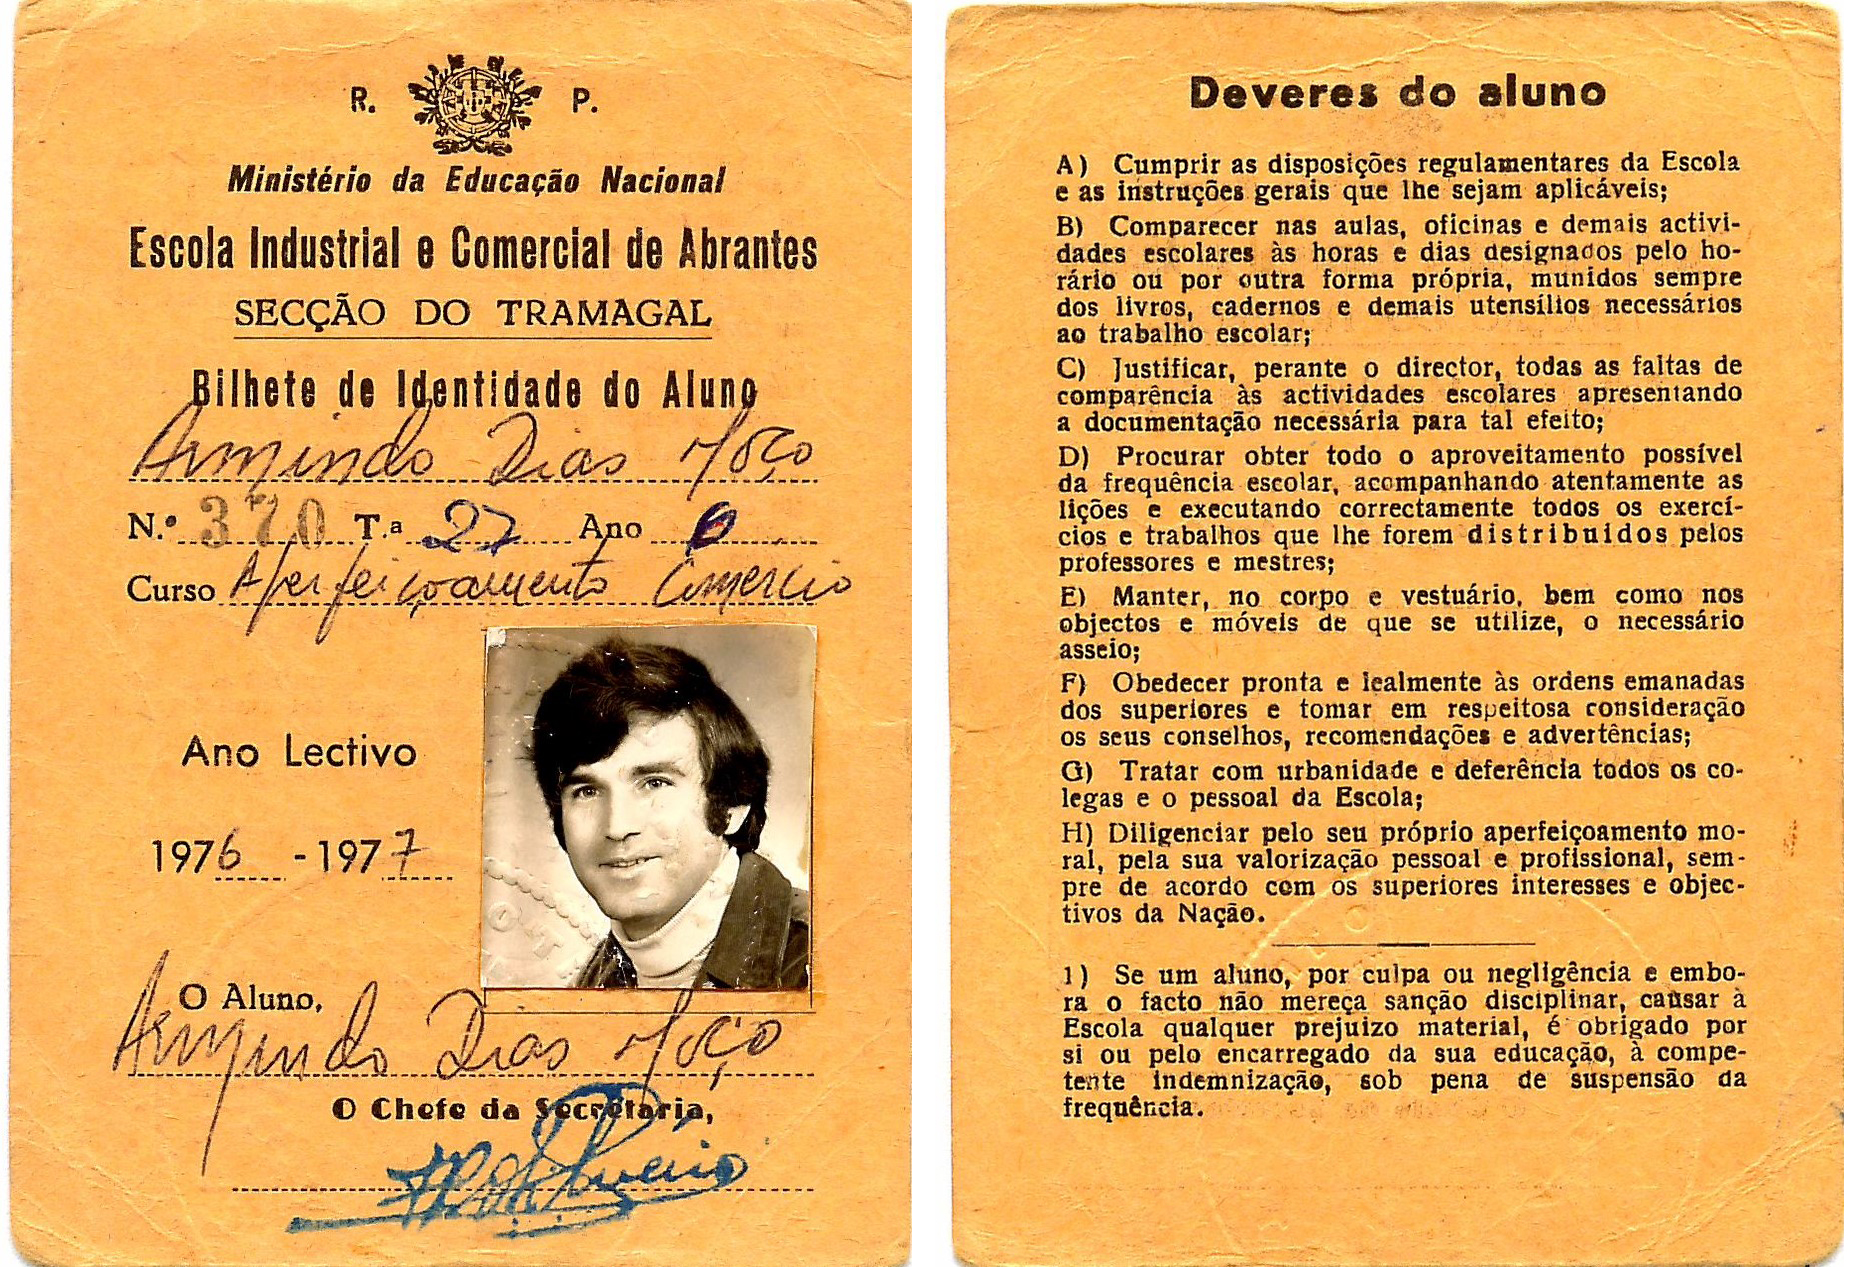 R. P.
Ministério da Educação Nacional
Escola Industrial e Comercial de Abrantes
SECÇÃO DO TRAMAGAL
Bilhete de Identidade do Aluno
Armindo Dias Moço
N.º 370 T.ª 27 Ano 6
Curso Aperfeiçoamento Comercio
Ano Lectivo
1976 - 1977
O Aluno,
Armindo Dias Moço
O Chefe da Secretaria,
Deveres do aluno
A) Cumprir as disposições regulamentares da Escola
e as instruções gerais que lhe sejam aplicáveis;
B) Comparecer nas aulas, oficinas e demais activi-
dades escolares às horas e dias designados pelo ho-
rário ou por outra forma própria, munidos sempre
dos livros, cadernos e demais utensílios necessários
ao trabalho escolar;
C) Justificar, perante o director, todas as faltas de
comparência às actividades escolares apresentando
a documentação necessária para tal efeito;
D) Procurar obter todo o aproveitamento possível
da frequência escolar, acompanhando atentamente as
lições e executando correctamente todos os exercí-
cios e trabalhos que lhe forem distribuidos pelos
professores e mestres;
E) Manter, no corpo e vestuário, bem como nos
objectos e móveis de que se utilize, o necessário
asseio;
F) Obedecer pronta e lealmente às ordens emanadas
dos superiores e tomar em respeitosa consideração
os seus conselhos, recomendações e advertências;
G) Tratar com urbanidade e deferência todos os co-
legas e o pessoal da Escola;
H) Diligenciar pelo seu próprio aperfeiçoamento mo-
ral, pela sua valorização pessoal e profissional, sem-
pre de acordo com os superiores interesses e objec-
tivos da Nação.
1) Se um aluno, por culpa ou negligência e embo-
ra o facto não mereça sanção disciplinar, causar à
Escola qualquer prejuizo material, é obrigado por
si ou pelo encarregado da sua educação, à compe-
tente indemnização, sob pena de suspensão da
frequência.